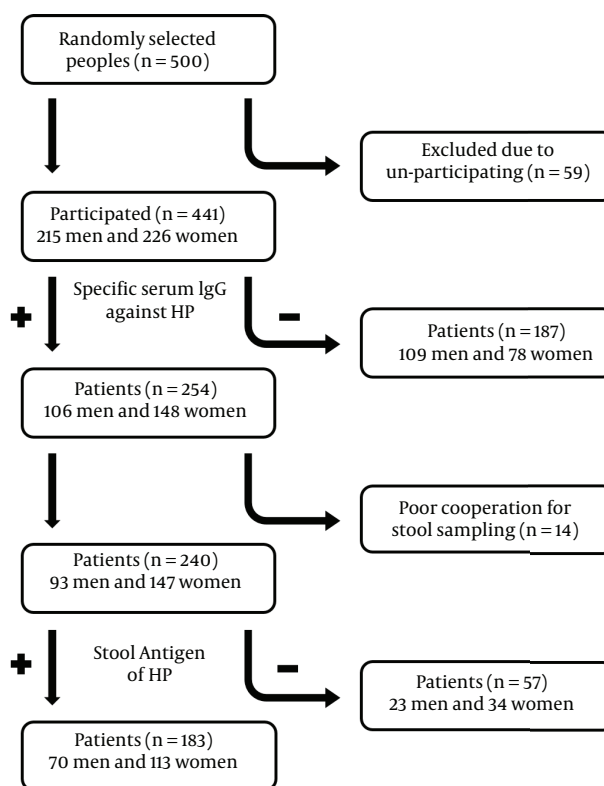 Randomly selected
peoples (n = 500)
Excluded due to
un-participating (n = 59)
Participated (n = 441)
215 men and 226 women
+
Specific serum lgG
against HP
−
Patients (n = 187)
109 men and 78 women
Patients (n = 254)
106 men and 148 women
Poor cooperation for
stool sampling (n = 14)
Patients (n = 240)
93 men and 147 women
+
Stool Antigen
of HP
−
Patients (n = 57)
23 men and 34 women
Patients (n = 183)
70 men and 113 women